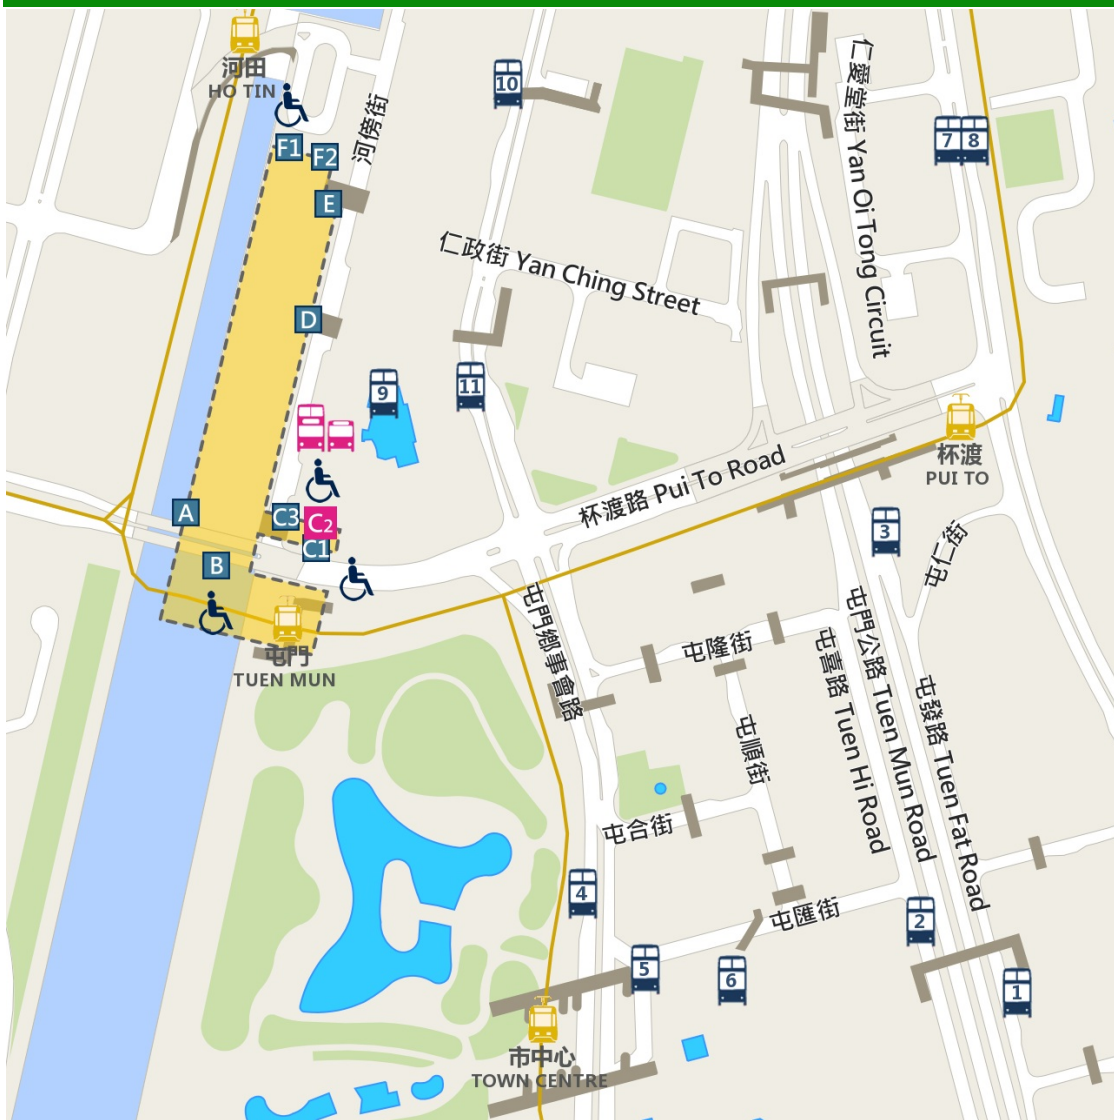 河田
HO TIN
河傍街
10
仁愛堂街 Yan Oi Tong Circuit
7
8
F1
F2
E
仁政街 Yan Ching Street
D
9
11
杯渡
PUI TO
杯渡路 Pui To Road
A
C3
C2
C1
B
3
屯仁街
屯門
TUEN MUN
屯門鄉事會路
屯隆街
屯喜路 Tuen Hi Road
屯門公路 Tuen Mun Road
屯發路 Tuen Fat Road
屯順街
屯合街
4
屯匯街
2
5
6
1
市中心
TOWN CENTRE